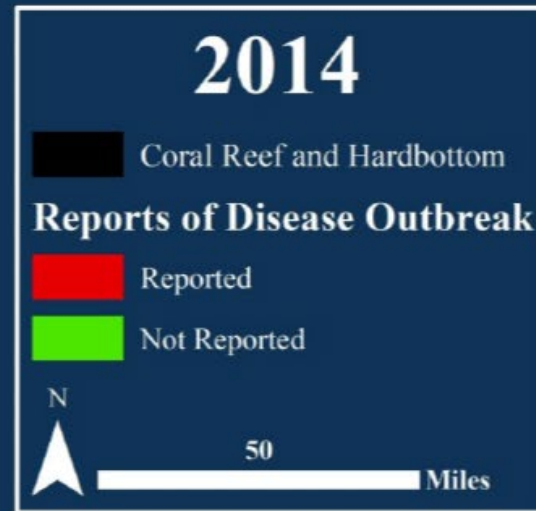 2014
Coral Reef and Hardbottom
Reports of Disease Outbreak
Reported
Not Reported
N
50
Miles